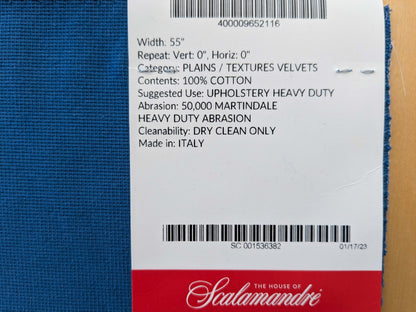 400009652116
Width: 55"
Repeat: Vert: 0", Horiz: 0"
Category: PLAINS / TEXTURES VELVETS
Contents: 100% COTTON
Suggested Use: UPHOLSTERY HEAVY DUTY
Abrasion: 50,000 MARTINDALE
HEAVY DUTY ABRASION
Cleanability: DRY CLEAN ONLY
Made in: ITALY
SC 001536382
01/17/23
THE HOUSE OF
Scalamandré